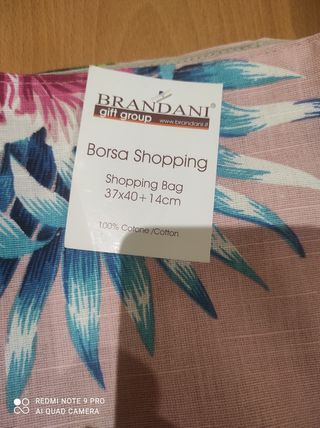 BRANDANI
gift group www.brandani.it
Borsa Shopping
Shopping Bag
37x40+14cm
100% Cotone /Cotton
REDMI NOTE 9 PRO
AI QUAD CAMERA